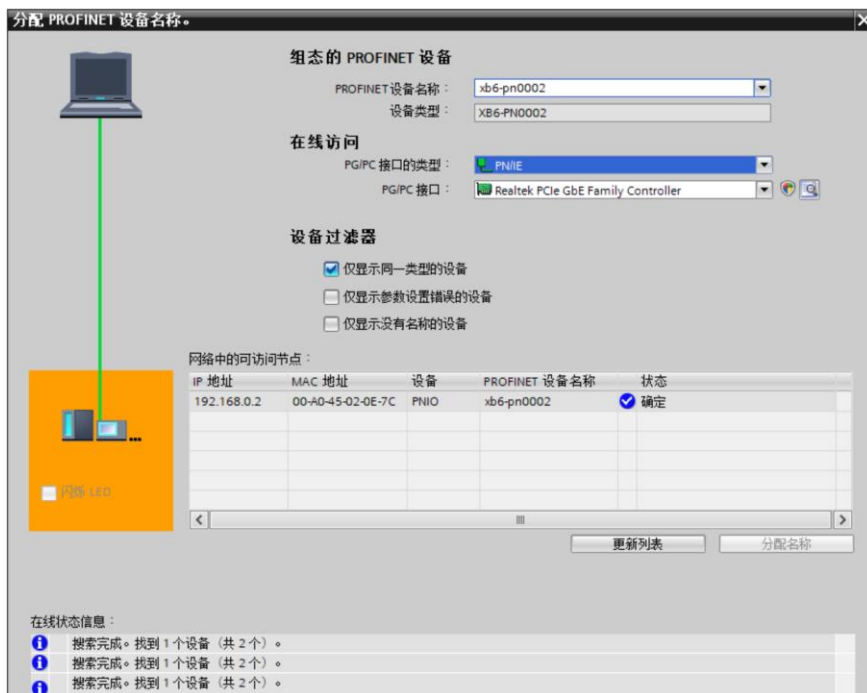 分配 PROFINET 设备名称。
组态的 PROFINET 设备
PROFINET设备名称： xb6-pn0002
设备类型： XB6-PN0002
在线访问
PG/PC 接口的类型： PN/IE
PG/PC 接口： Realtek PCIe GbE Family Controller
设备过滤器
仅显示同一类型的设备
仅显示参数设置错误的设备
仅显示没有名称的设备
网络中的可访问节点：
IP 地址 MAC 地址 设备 PROFINET 设备名称 状态
192.168.0.2 00-A0-45-02-0E-7C PNIO xb6-pn0002 确定
闪烁 LED
更新列表 分配名称
在线状态信息：
搜索完成。找到 1 个设备（共 2 个）。
搜索完成。找到 1 个设备（共 2 个）。
搜索完成。找到 1 个设备（共 2 个）。